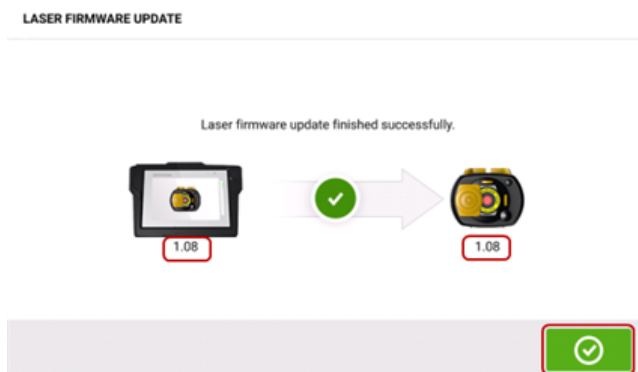 LASER FIRMWARE UPDATE
Laser firmware update finished successfully.
1.08
1.08